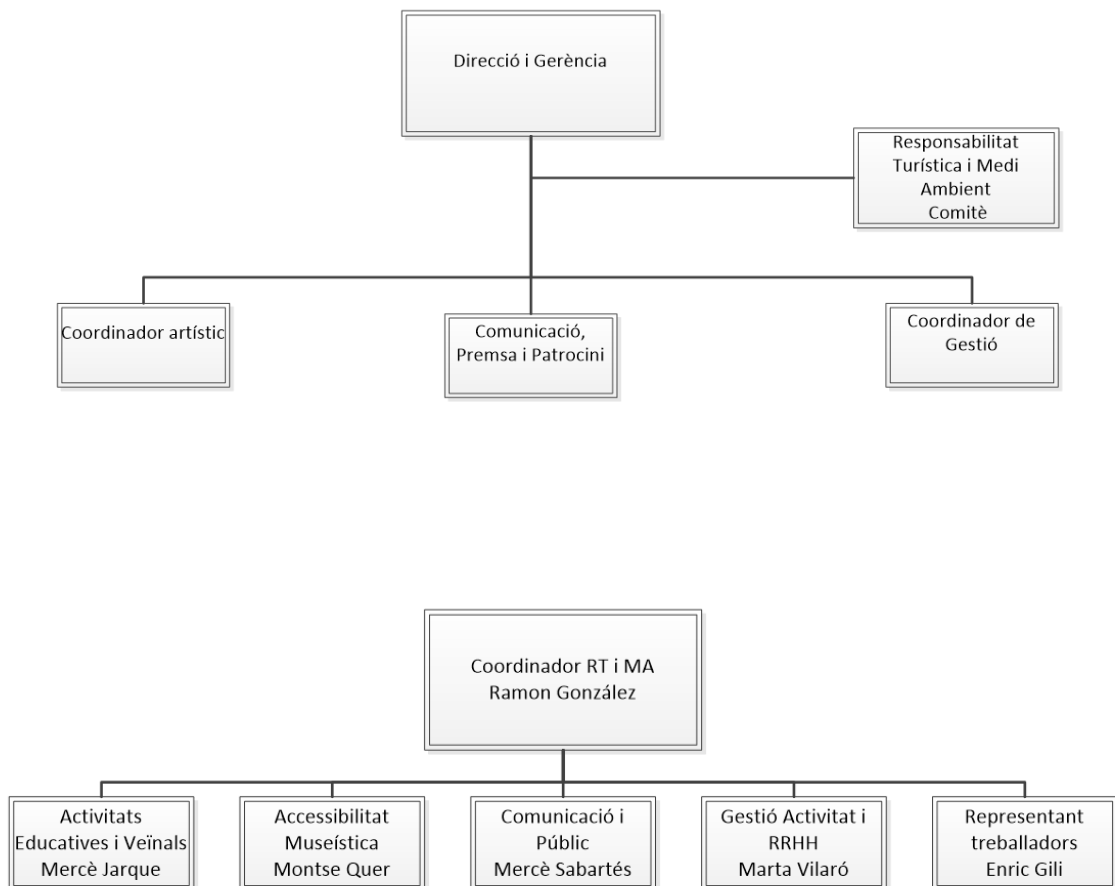 Direcció i Gerència
Responsabilitat
Turística i Medi
Ambient
Comitè
Coordinador artístic
Comunicació,
Premsa i Patrocini
Coordinador de
Gestió
Coordinador RT i MA
Ramon González
Activitats
Educatives i Veïnals
Mercè Jarque
Accessibilitat
Museística
Montse Quer
Comunicació i
Públic
Mercè Sabartés
Gestió Activitat i
RRHH
Marta Vilaró
Representant
treballadors
Enric Gili